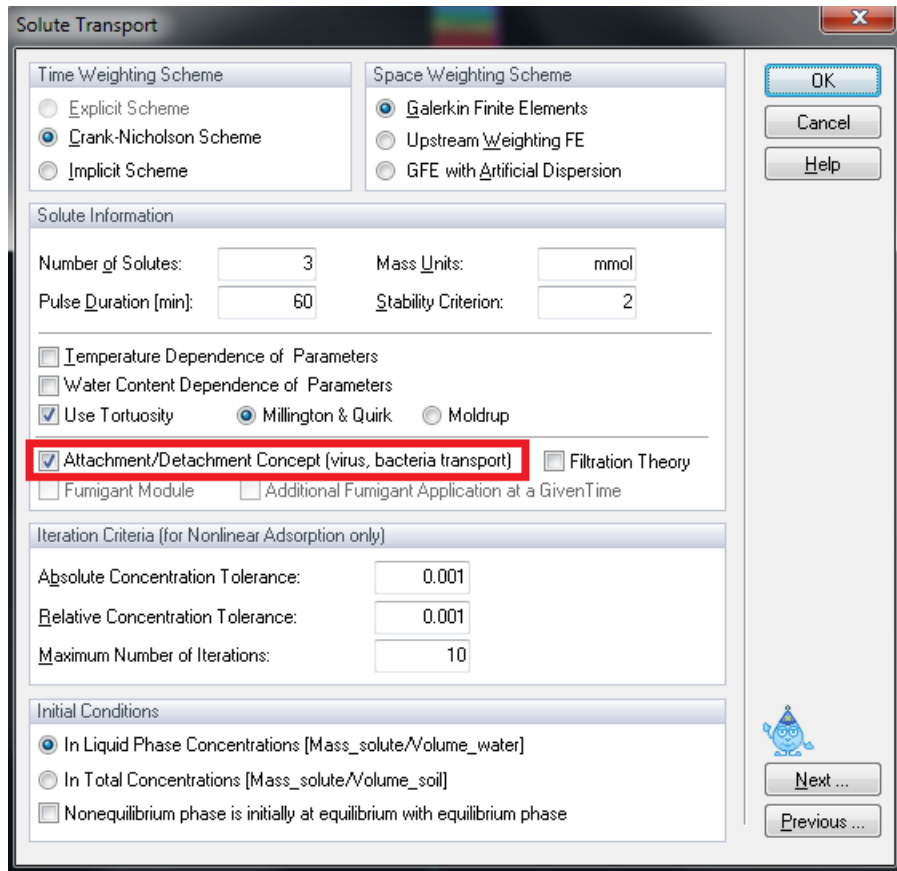 Solute Transport
Time Weighting Scheme
Explicit Scheme
Crank-Nicholson Scheme
Implicit Scheme
Space Weighting Scheme
Galerkin Finite Elements
Upstream Weighting FE
GFE with Artificial Dispersion
OK
Cancel
Help
Solute Information
Number of Solutes: 3 Mass Units: mmol
Pulse Duration [min]: 60 Stability Criterion: 2
Temperature Dependence of Parameters
Water Content Dependence of Parameters
Use Tortuosity Millington & Quirk Moldrup
Attachment/Detachment Concept (virus, bacteria transport) Filtration Theory
Fumigant Module Additional Fumigant Application at a GivenTime
Iteration Criteria (for Nonlinear Adsorption only)
Absolute Concentration Tolerance: 0.001
Relative Concentration Tolerance: 0.001
Maximum Number of Iterations: 10
Initial Conditions
In Liquid Phase Concentrations [Mass_solute/Volume_water]
In Total Concentrations [Mass_solute/Volume_soil]
Nonequilibrium phase is initially at equilibrium with equilibrium phase
Next ...
Previous ...